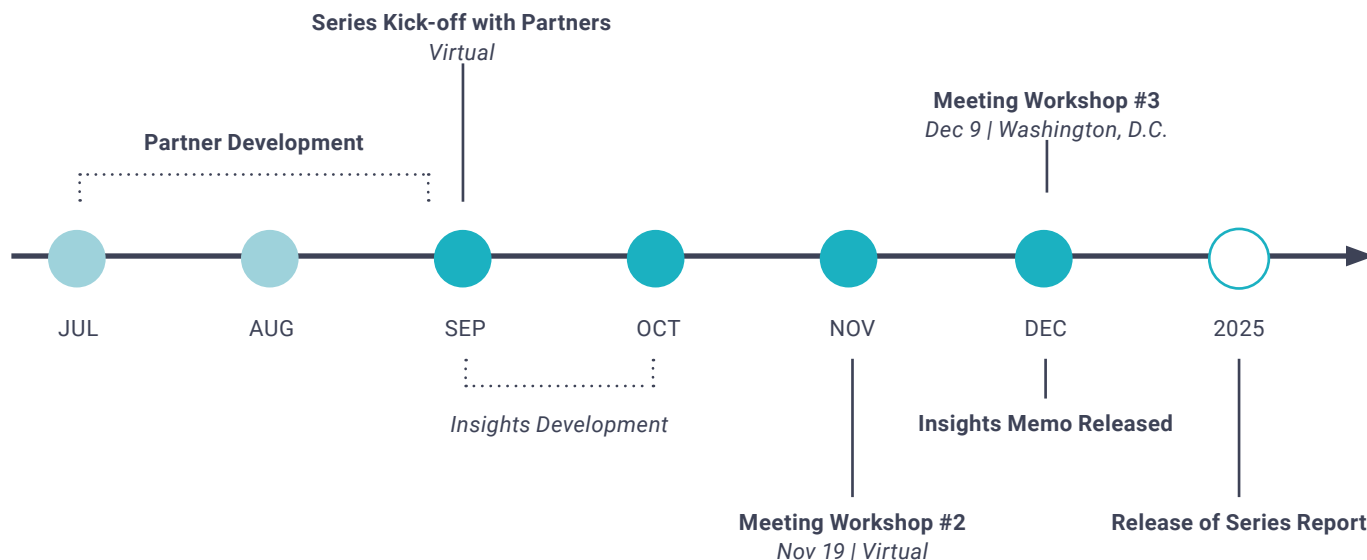 Series Kick-off with Partners
Virtual
Meeting Workshop #3
Dec 9 | Washington, D.C.
Partner Development
JUL
AUG
SEP
OCT
NOV
DEC
2025
Insights Development
Insights Memo Released
Meeting Workshop #2
Nov 19 | Virtual
Release of Series Report